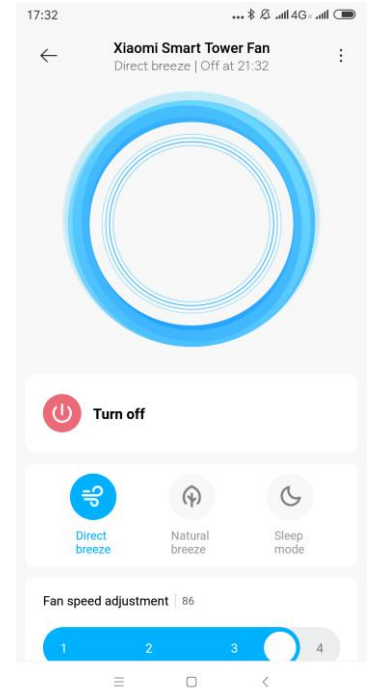 17:32
4G
Xiaomi Smart Tower Fan
Direct breeze | Off at 21:32
Turn off
Direct
breeze
Natural
breeze
Sleep
mode
Fan speed adjustment | 86
1 2 3 4